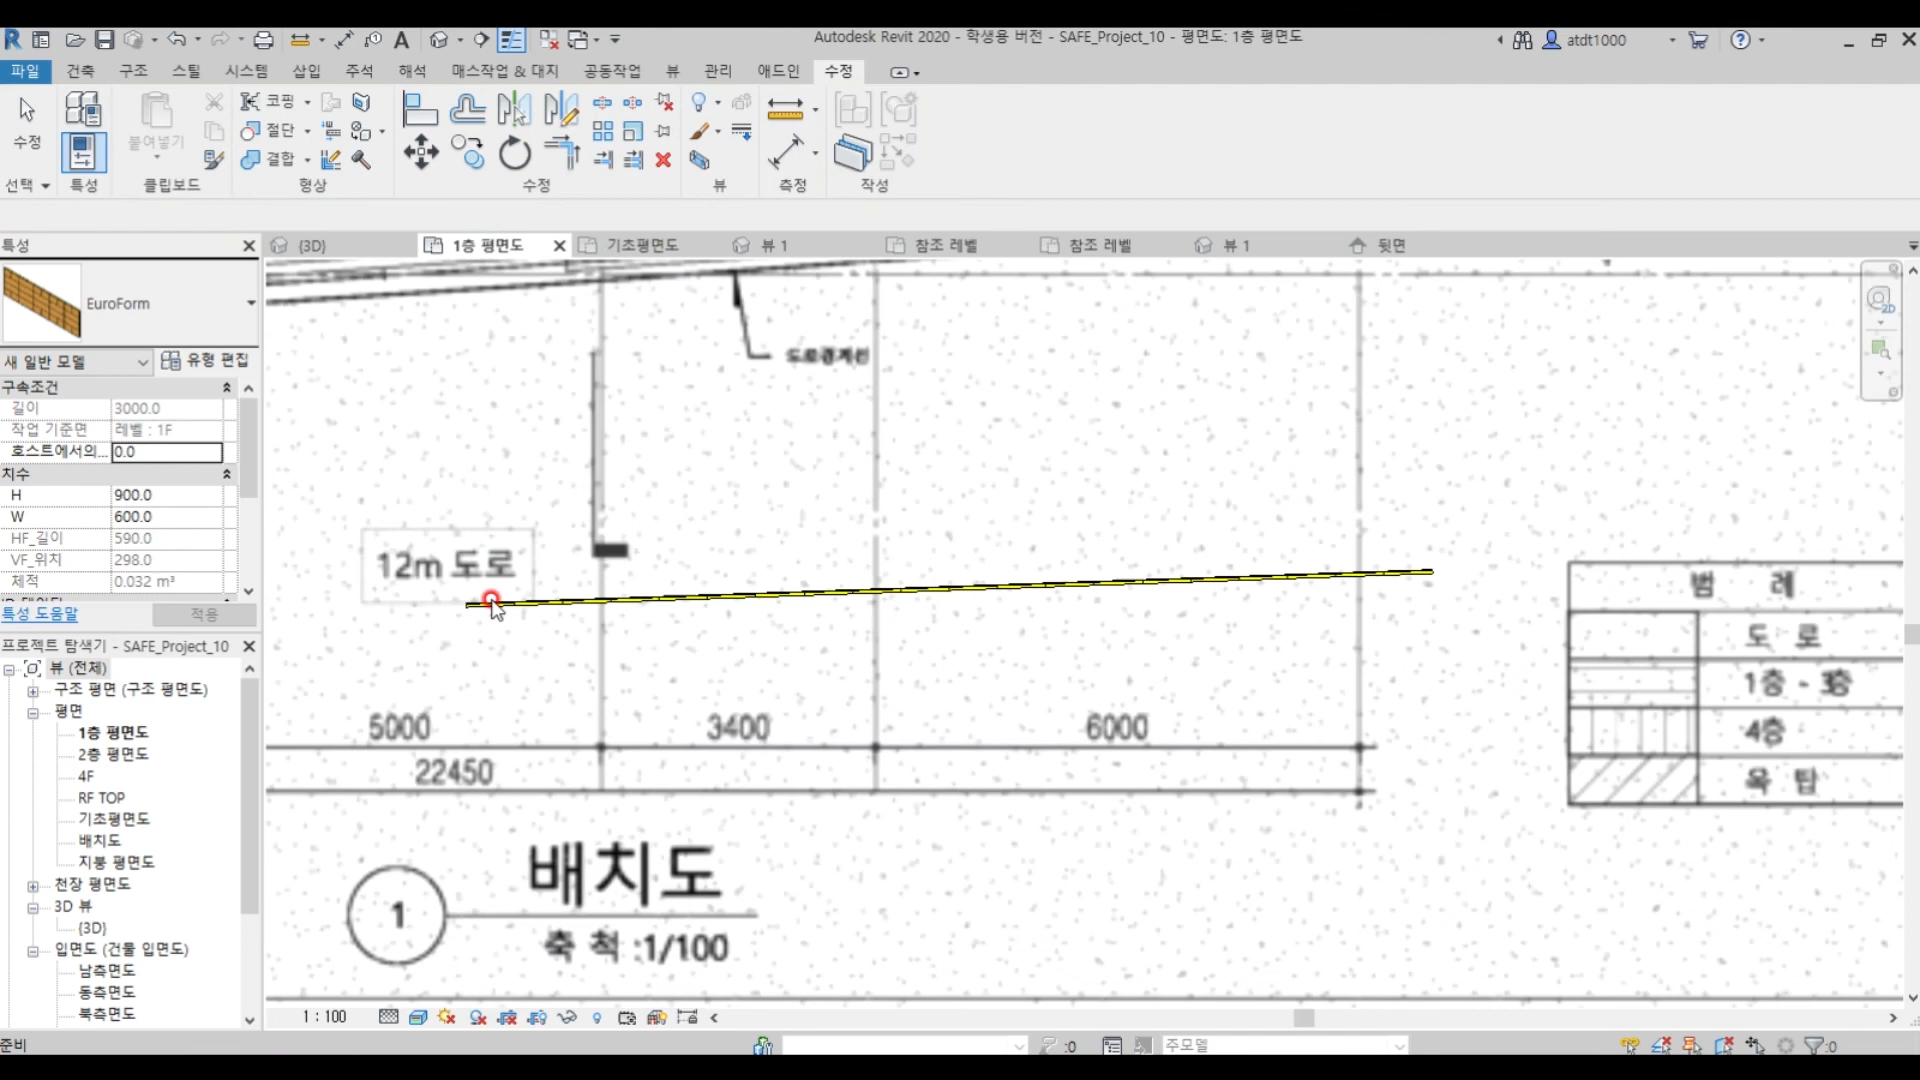 Autodesk Revit 2020 - 학생용 버전 - SAFE_Project_10 - 평면도: 1층 평면도
atdt1000
파일 건축 구조 스틸 시스템 삽입 주석 해석 매스작업 & 대지 공동작업 뷰 관리 애드인 수정
수정
붙여넣기
코핑
절단
결합
선택 특성 클립보드 형상 수정 뷰 측정 작성
특성
{3D} 1층 평면도 기초평면도 뷰 1 참조 레벨 참조 레벨 뷰 1 뒷면
EuroForm
새 일반 모델 유형 편집
구속조건
길이 3000.0
작업 기준면 레벨 : 1F
호스트에서의... 0.0
치수
H 900.0
W 600.0
HF_길이 590.0
VF_위치 298.0
체적 0.032 m³
특성 도움말 적용
프로젝트 탐색기 - SAFE_Project_10
뷰 (전체)
구조 평면 (구조 평면도)
평면
1층 평면도
2층 평면도
4F
RF TOP
기초평면도
배치도
지붕 평면도
천장 평면도
3D 뷰
{3D}
입면도 (건물 입면도)
남측면도
동측면도
북측면도
도로경계선
12m 도로
5000 3400 6000
22450
1 배치도
축 척 :1/100
범 례
도 로
1층 - 3층
4층
옥 탑
1 : 100
준비
:0
주모델
:0
2D